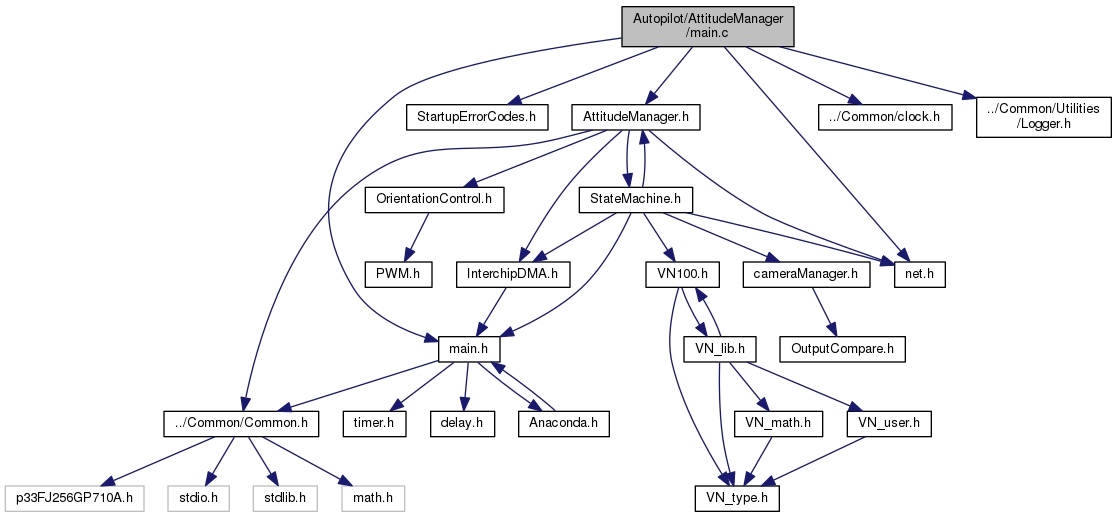 Autopilot/AttitudeManager
/main.c
StartupErrorCodes.h
AttitudeManager.h
../Common/clock.h
../Common/Utilities
/Logger.h
OrientationControl.h
StateMachine.h
PWM.h
InterchipDMA.h
VN100.h
cameraManager.h
net.h
main.h
VN_lib.h
OutputCompare.h
../Common/Common.h
timer.h
delay.h
Anaconda.h
VN_math.h
VN_user.h
p33FJ256GP710A.h
stdio.h
stdlib.h
math.h
VN_type.h